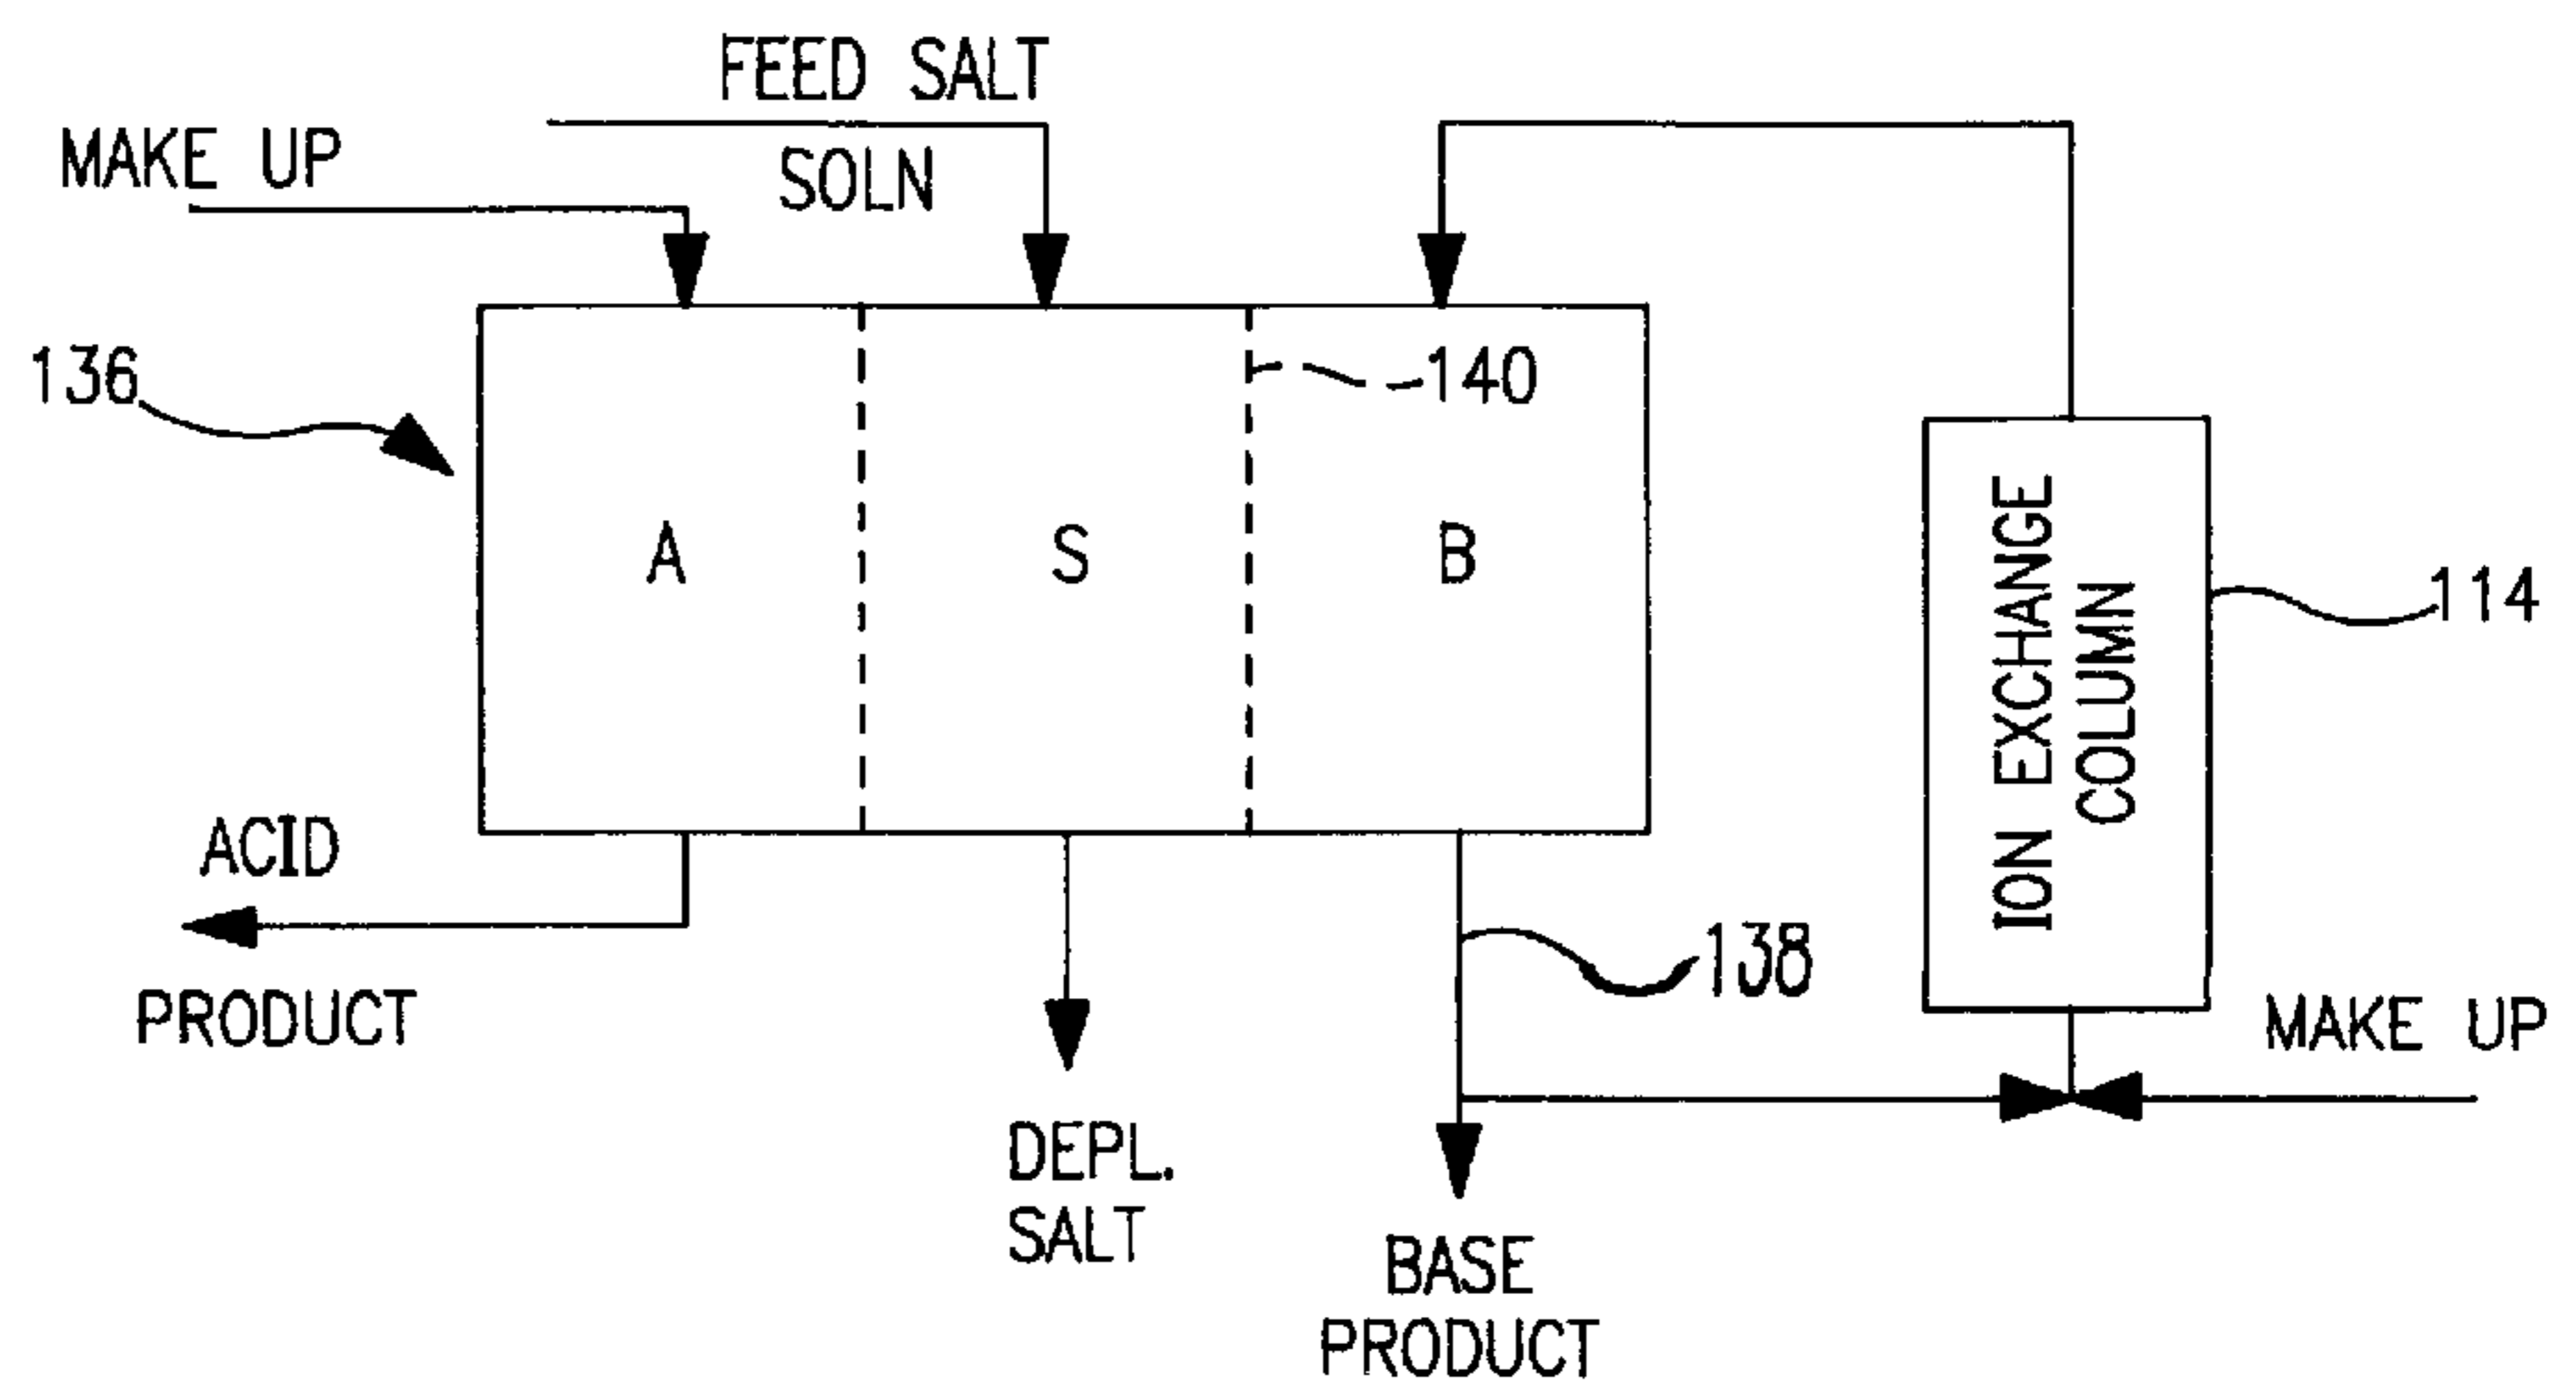 FEED SALT
SOLN
MAKE UP
136
140
A
S
B
ION EXCHANGE
COLUMN
114
ACID
PRODUCT
138
MAKE UP
DEPL.
SALT
BASE
PRODUCT